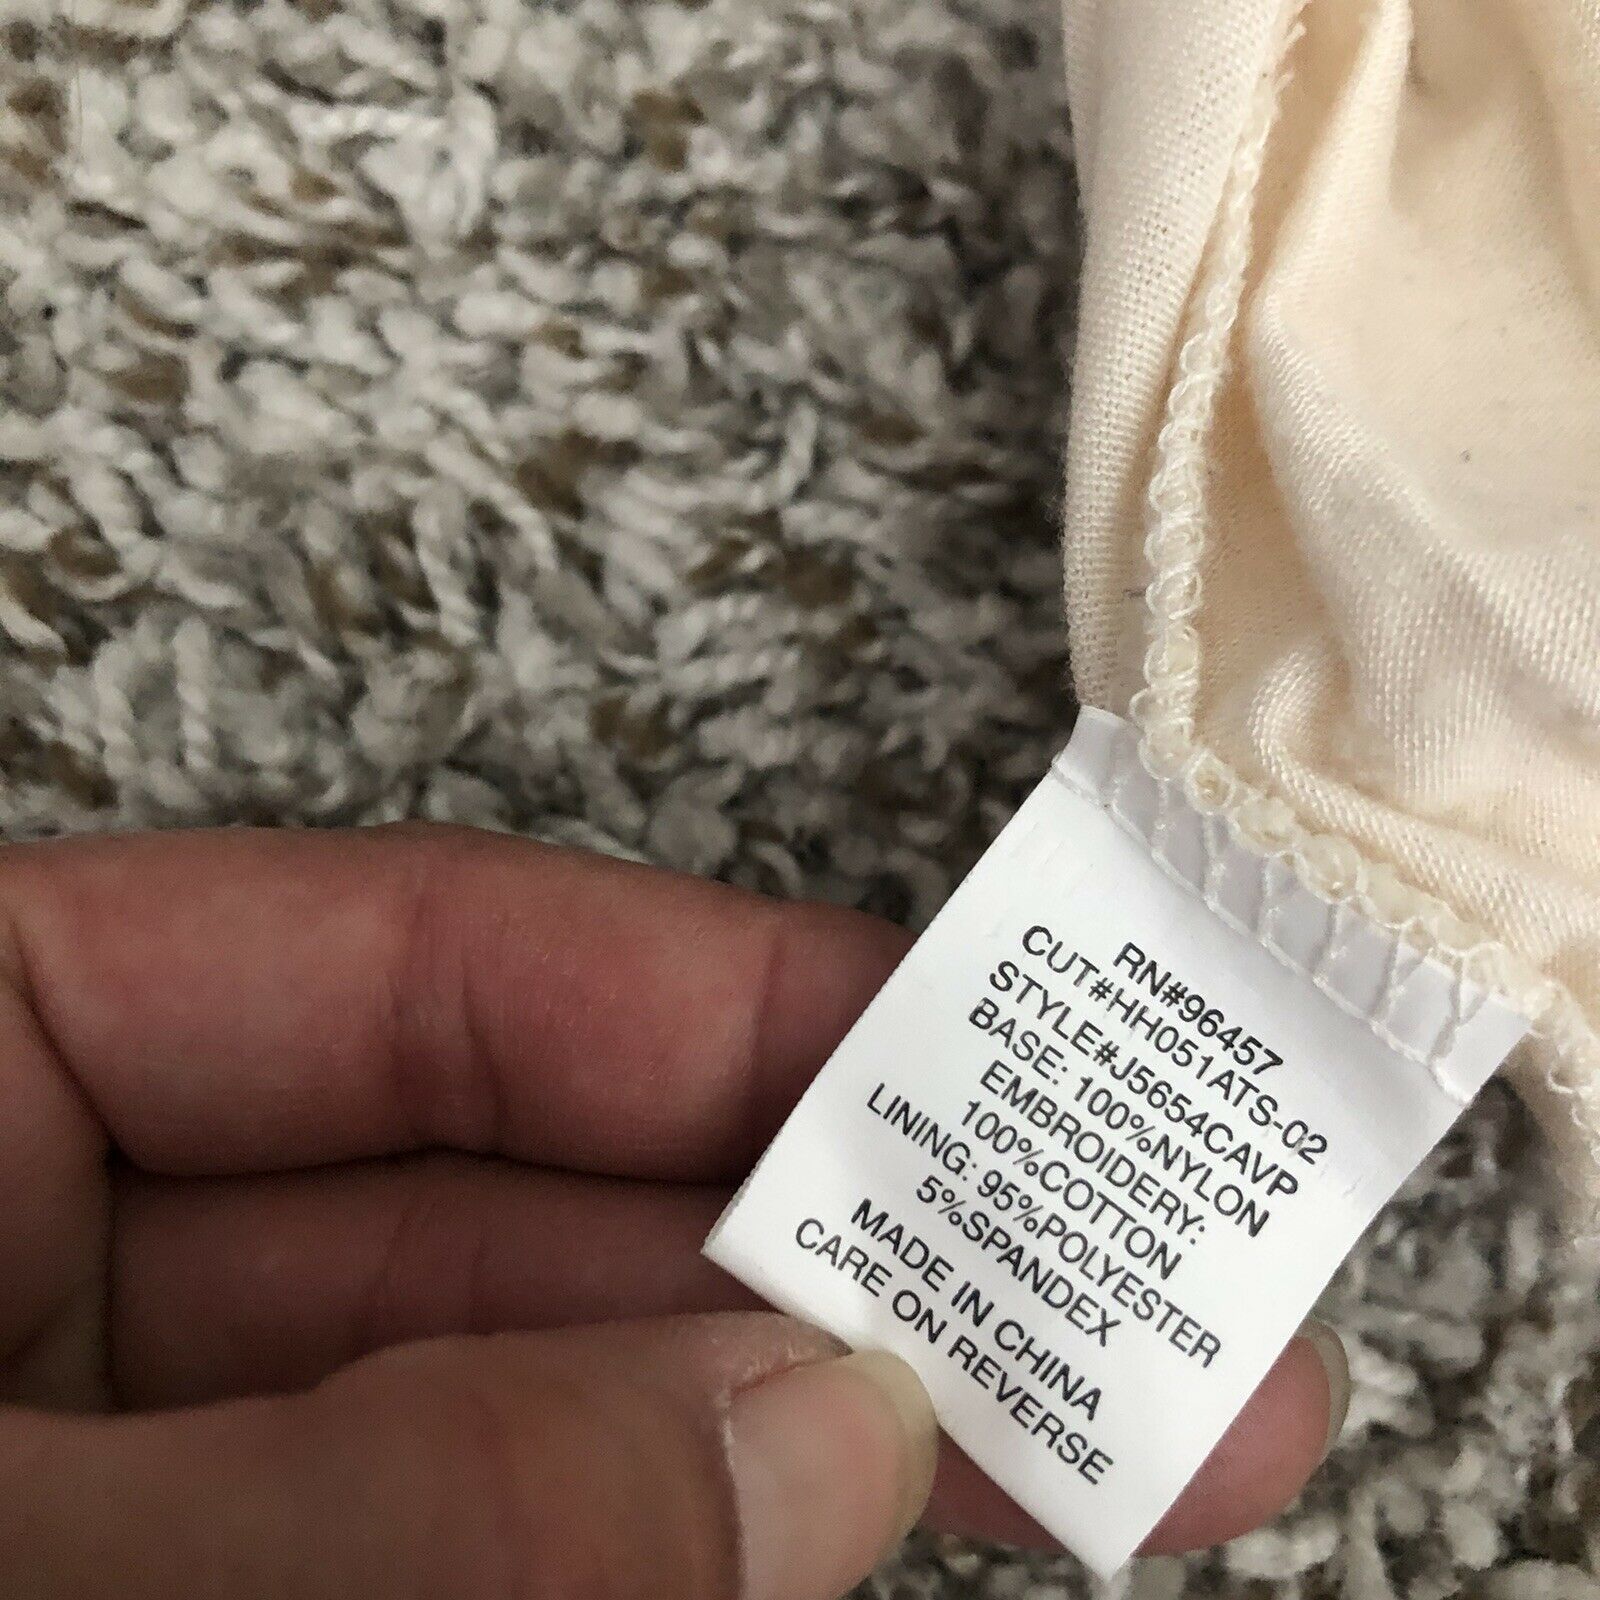 RN#96457
CUT#HH051ATS-02
STYLE#J5654CAVP
BASE: 100%NYLON
EMBROIDERY:
100%COTTON
LINING: 95%POLYESTER
5%SPANDEX
MADE IN CHINA
CARE ON REVERSE